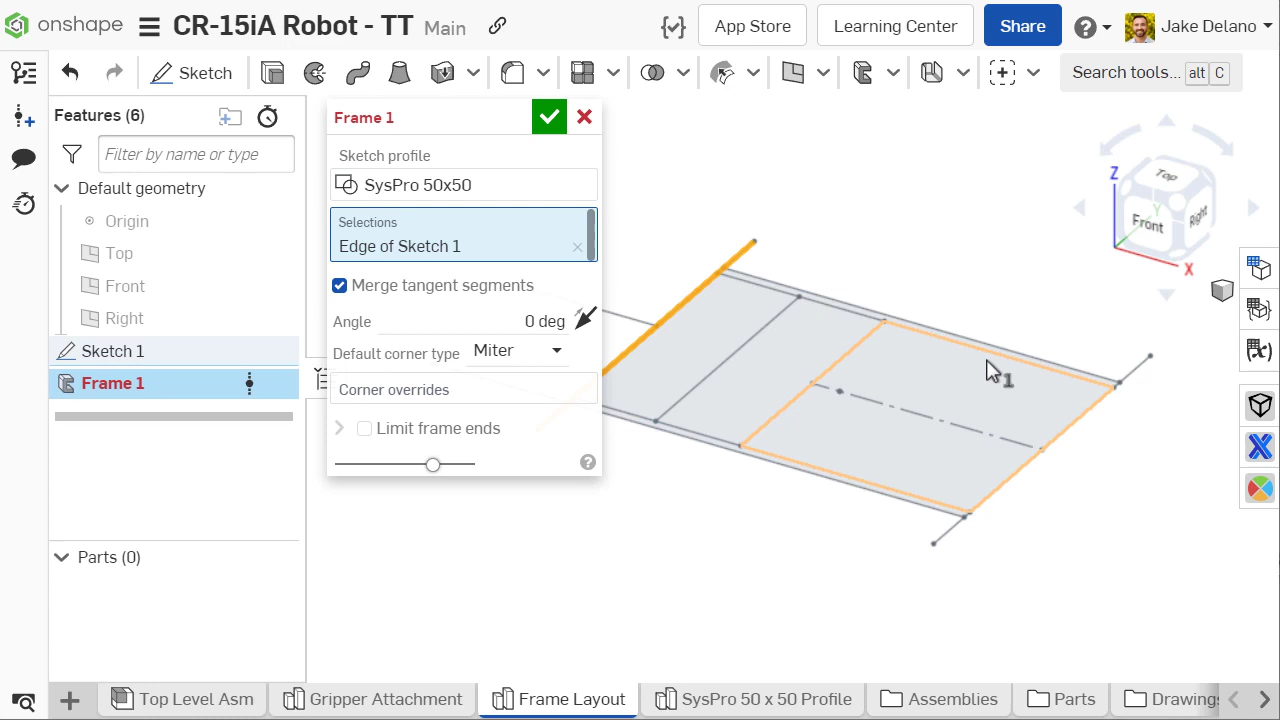 onshape
CR-15iA Robot - TT Main
App Store
Learning Center
Share
Jake Delano
Sketch
Search tools... alt C
Features (6)
Filter by name or type
Default geometry
Origin
Top
Front
Right
Sketch 1
Frame 1
Parts (0)
Frame 1
Sketch profile
SysPro 50x50
Selections
Edge of Sketch 1
Merge tangent segments
Angle 0 deg
Default corner type Miter
Corner overrides
Limit frame ends
1
Z
Top
Y
Front
Right
X
(x)
Top Level Asm
Gripper Attachment
Frame Layout
SysPro 50 x 50 Profile
Assemblies
Parts
Drawings